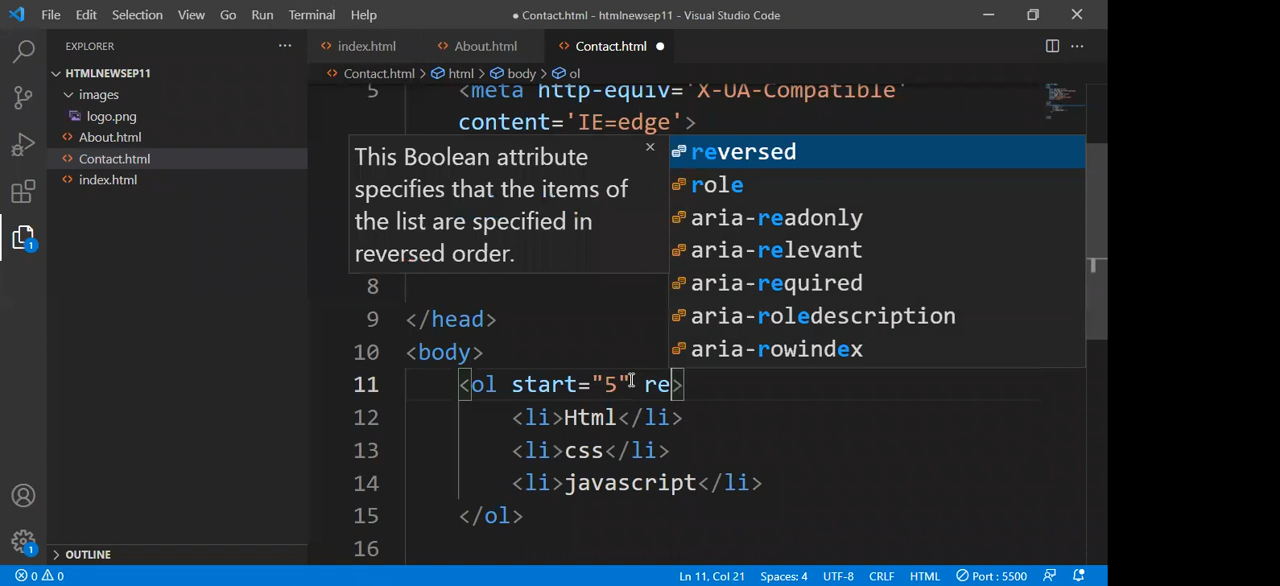 File Edit Selection View Go Run Terminal Help ● Contact.html - htmlnewsep11 - Visual Studio Code
EXPLORER ...
HTMLNEWSEP11
images
logo.png
About.html
Contact.html
index.html
OUTLINE
1
1
index.html About.html Contact.html ● ...
Contact.html > html > body > ol
5 <meta http-equiv='X-UA-Compatible'
content='IE=edge'>
This Boolean attribute
specifies that the items of
the list are specified in
reversed order.
reversed
role
aria-readonly
aria-relevant
aria-required
aria-roledescription
aria-rowindex
8
9 </head>
10 <body>
11 <ol start="5" re>
12 <li>Html</li>
13 <li>css</li>
14 <li>javascript</li>
15 </ol>
16
0 0 Ln 11, Col 21 Spaces: 4 UTF-8 CRLF HTML Port : 5500